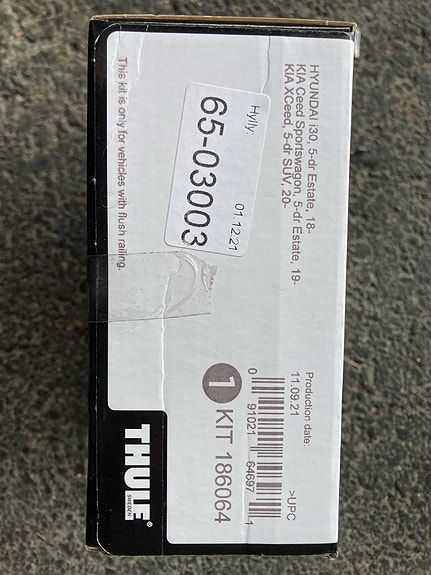 HYUNDAI i30, 5-dr Estate, 18-
KIA Ceed Sportswagon, 5-dr Estate, 19-
KIA XCeed, 5-dr SUV, 20-
Hylly:
01.12.21
65-03003
This kit is only for vehicles with flush railing.
Production date:
11.09.21
>UPC
0 91021 64697 1
1 KIT 186064
THULE®
SWEDEN